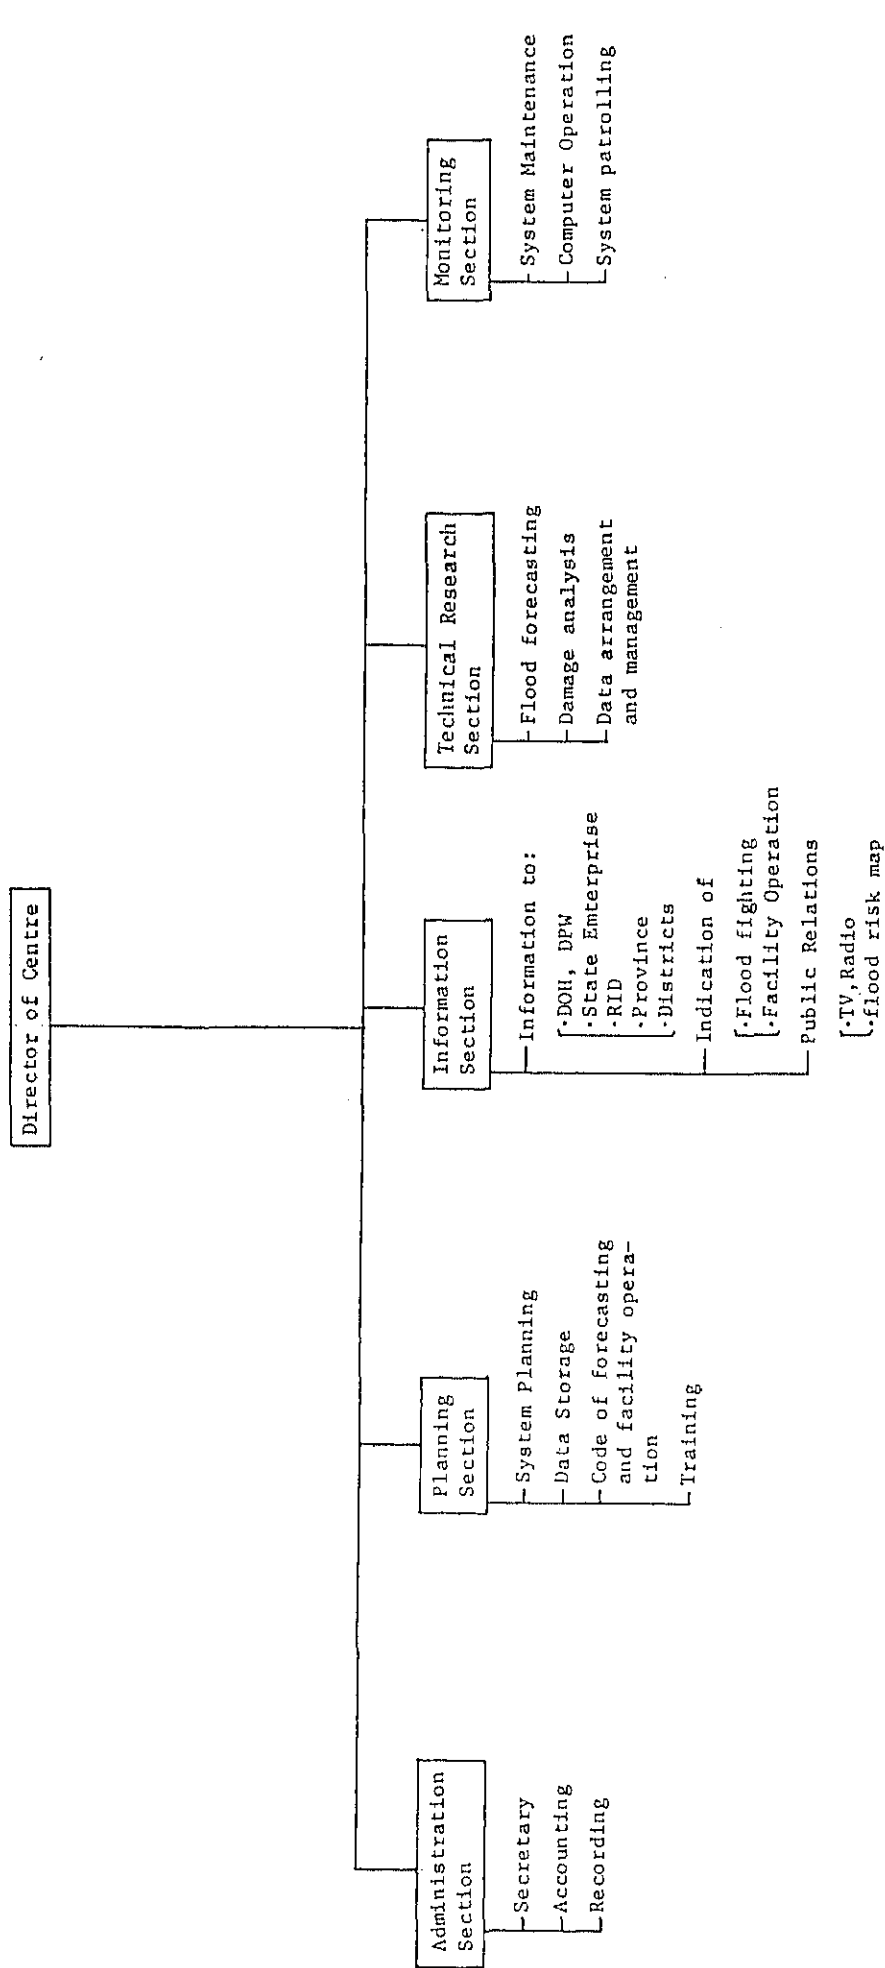 Director of Centre
Administration
Section
Secretary
Accounting
Recording
Planning
Section
System Planning
Data Storage
Code of forecasting
and facility opera-
tion
Training
Information
Section
Information to:
·DOH, DPW
·State Emterprise
·RID
·Province
·Districts
Indication of
·Flood fighting
·Facility Operation
Public Relations
·TV,Radio
·flood risk map
Technical Research
Section
Flood forecasting
Damage analysis
Data arrangement
and management
Monitoring
Section
System Maintenance
Computer Operation
System patrolling